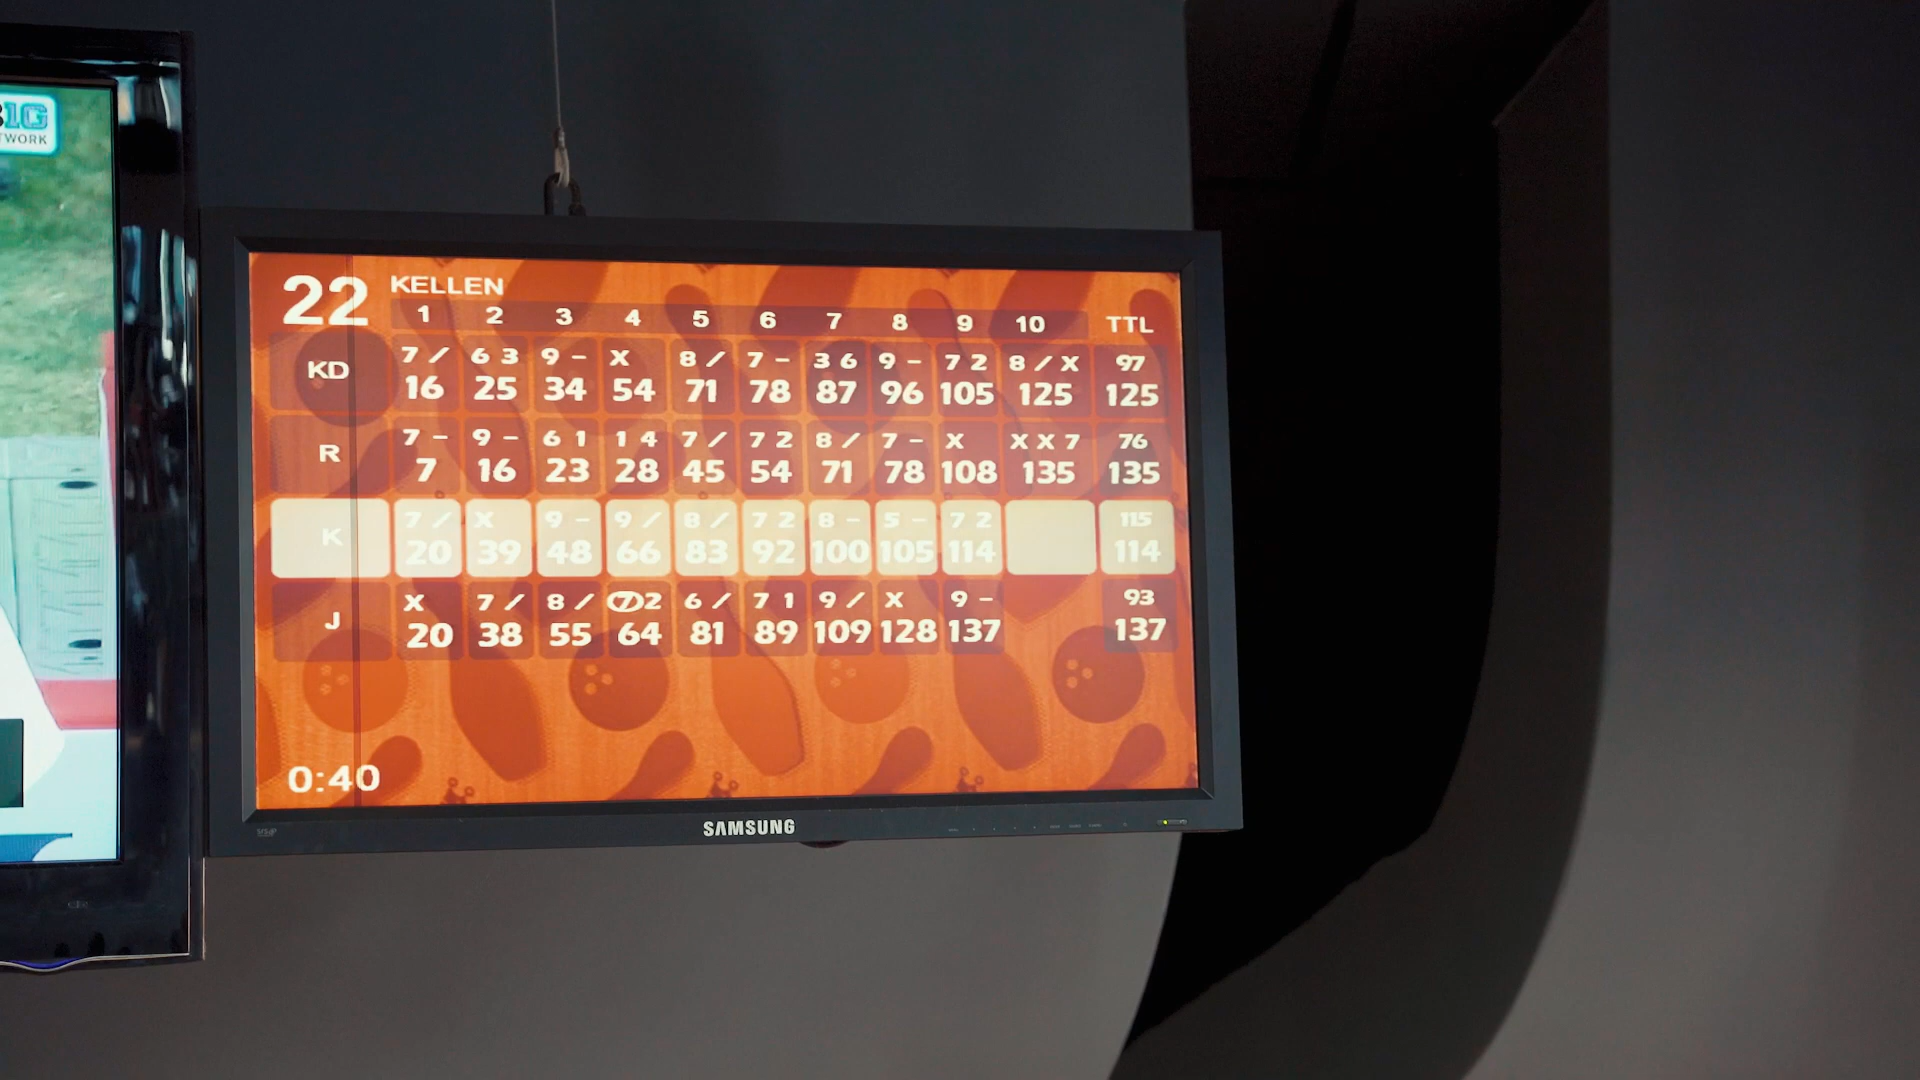 1G
TWORK
22 KELLEN
1 2 3 4 5 6 7 8 9 10 TTL
KD 7 / 6 3 9 - X 8 / 7 - 3 6 9 - 7 2 8 / X 97
16 25 34 54 71 78 87 96 105 125 125
R 7 - 9 - 6 1 1 4 7 / 7 2 8 / 7 - X X X 7 76
7 16 23 28 45 54 71 78 108 135 135
K 7 / X 9 - 9 / 8 / 7 2 8 - 5 - 7 2 115
20 39 48 66 83 92 100 105 114 114
J X 7 / 8 / 7 2 6 / 7 1 9 / X 9 - 93
20 38 55 64 81 89 109 128 137 137
0:40
SAMSUNG